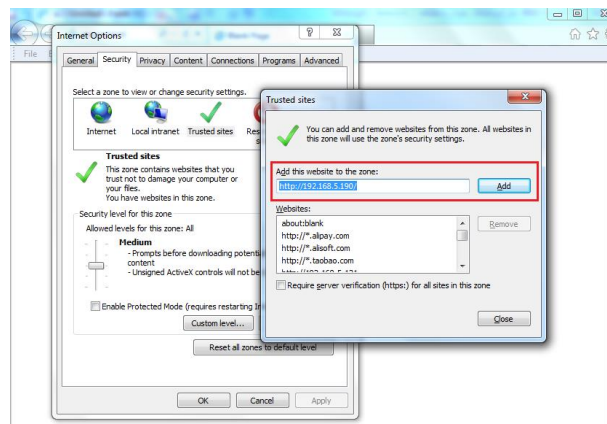 Internet Options
File
General Security Privacy Content Connections Programs Advanced
Select a zone to view or change security settings.
Internet Local intranet Trusted sites
Trusted sites
This zone contains websites that you
trust not to damage your computer or
your files.
You have websites in this zone.
Security level for this zone
Allowed levels for this zone: All
Medium
- Prompts before downloading potenti
content
- Unsigned ActiveX controls will not be
Enable Protected Mode (requires restarting In
Custom level...
Reset all zones to default level
OK Cancel Apply
Trusted sites
You can add and remove websites from this zone. All websites in
this zone will use the zone's security settings.
Add this website to the zone:
http://192.168.5.190/ Add
Websites:
about:blank Remove
http://*.alipay.com
http://*.alisoft.com
http://*.taobao.com
Require server verification (https:) for all sites in this zone
Close